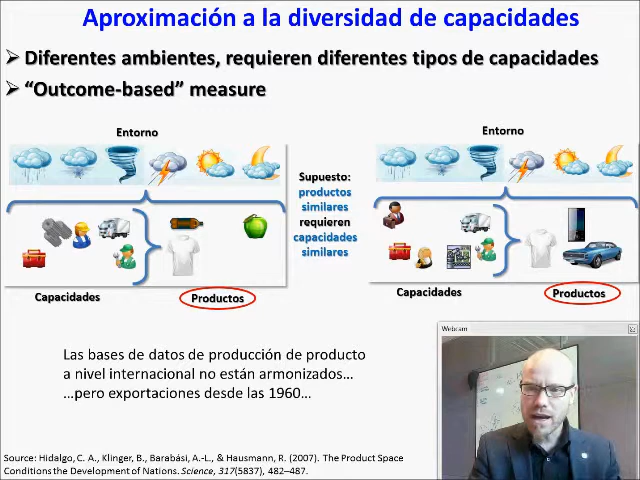 Aproximación a la diversidad de capacidades
Diferentes ambientes, requieren diferentes tipos de capacidades
“Outcome-based” measure
Entorno
Capacidades
Productos
Supuesto:
productos
similares
requieren
capacidades
similares
Entorno
Capacidades
Productos
Las bases de datos de producción de producto
a nivel internacional no están armonizados…
…pero exportaciones desde las 1960…
Webcam
Source: Hidalgo, C. A., Klinger, B., Barabási, A.-L., & Hausmann, R. (2007). The Product Space
Conditions the Development of Nations. Science, 317(5837), 482–487.